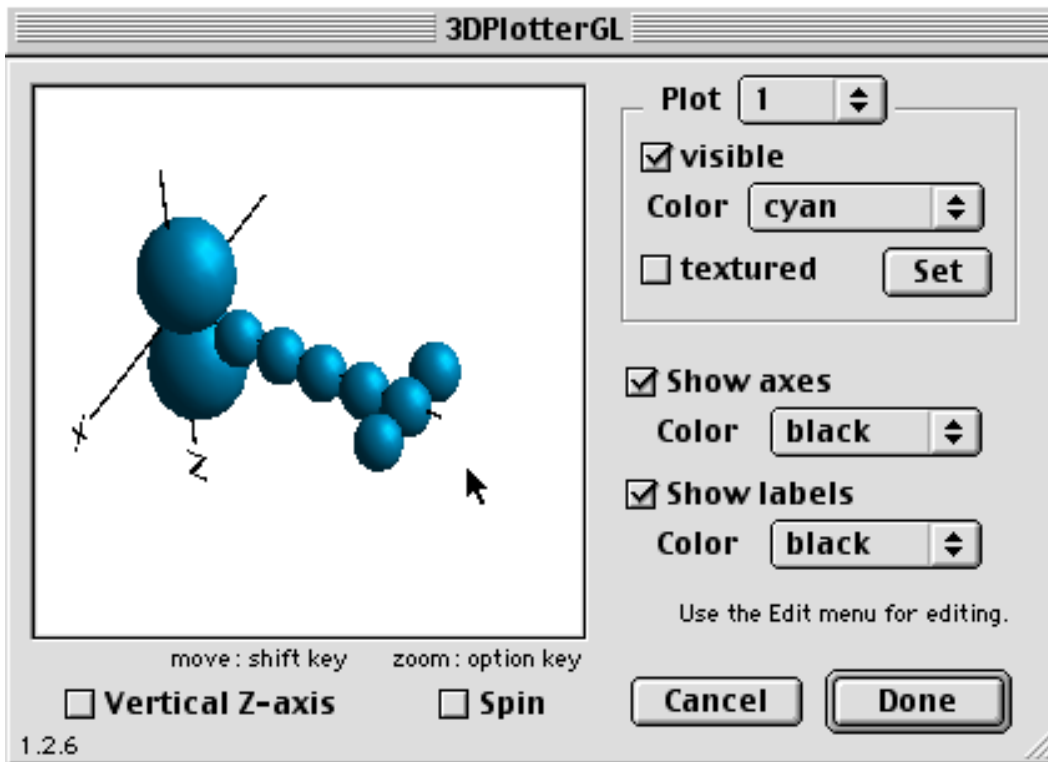 3DPlotterGL
Plot 1
visible
Color cyan
textured Set
Show axes
Color black
Show labels
Color black
Use the Edit menu for editing.
X
Z
move : shift key zoom : option key
Vertical Z-axis Spin
Cancel Done
1.2.6